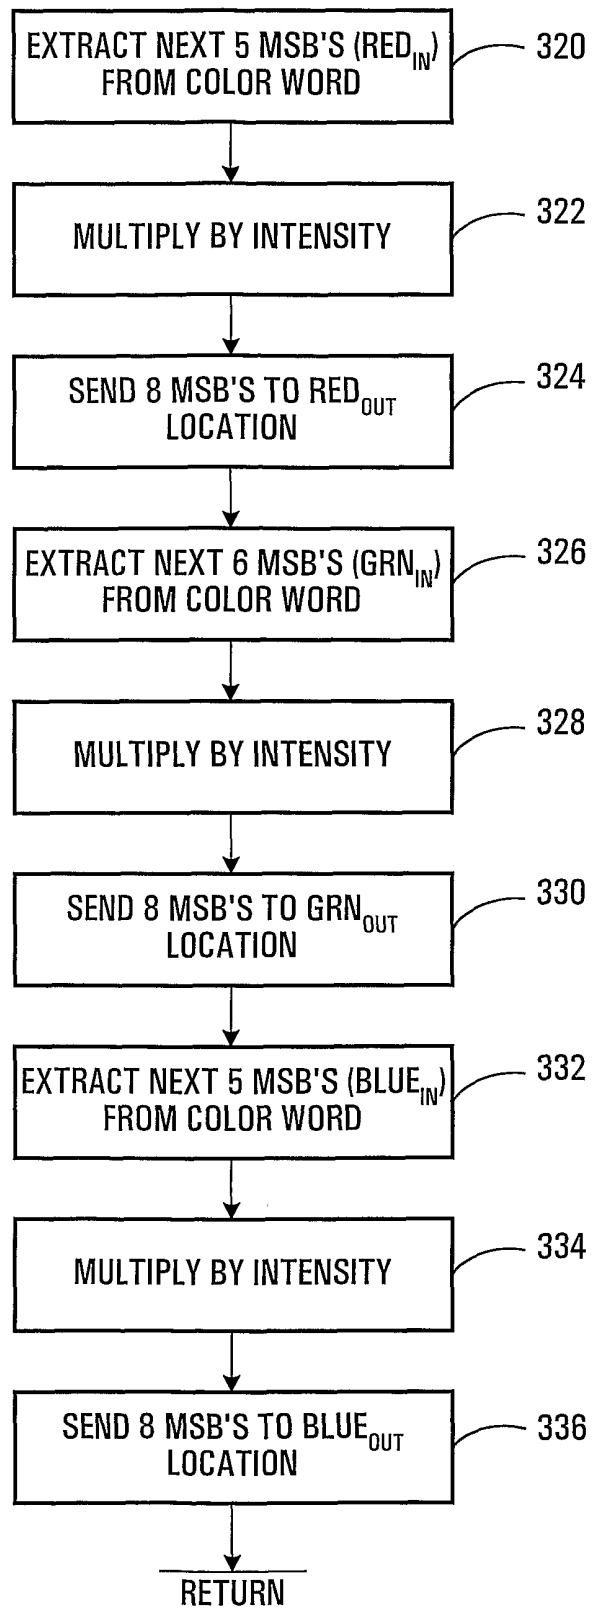 EXTRACT NEXT 5 MSB'S (RED_IN)
FROM COLOR WORD
320
MULTIPLY BY INTENSITY
322
SEND 8 MSB'S TO RED_OUT
LOCATION
324
EXTRACT NEXT 6 MSB'S (GRN_IN)
FROM COLOR WORD
326
MULTIPLY BY INTENSITY
328
SEND 8 MSB'S TO GRN_OUT
LOCATION
330
EXTRACT NEXT 5 MSB'S (BLUE_IN)
FROM COLOR WORD
332
MULTIPLY BY INTENSITY
334
SEND 8 MSB'S TO BLUE_OUT
LOCATION
336
RETURN